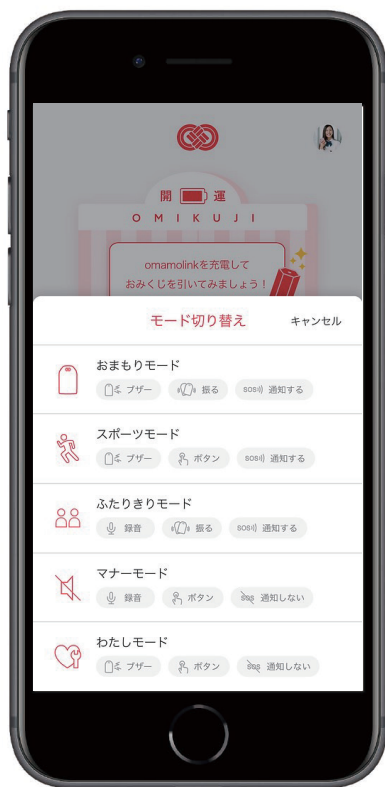 開 運
OMIKUJI
omamolinkを充電して
おみくじを引いてみましょう！
モード切り替え キャンセル
おまもりモード
ブザー 振る SOS 通知する
スポーツモード
ブザー ボタン SOS 通知する
ふたりきりモード
録音 振る SOS 通知する
マナーモード
録音 ボタン SOS 通知しない
わたしモード
ブザー ボタン SOS 通知しない